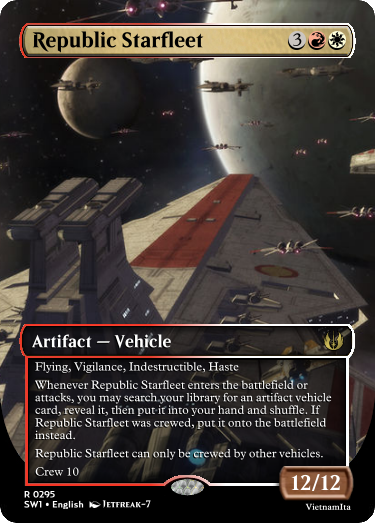 Republic Starfleet 3
Artifact — Vehicle
Flying, Vigilance, Indestructible, Haste
Whenever Republic Starfleet enters the battlefield or
attacks, you may search your library for an artifact vehicle
card, reveal it, then put it into your hand and shuffle. If
Republic Starfleet was crewed, put it onto the battlefield
instead.
Republic Starfleet can only be crewed by other vehicles.
Crew 10
12/12
R 0295
SW1 • English JETFREAK-7
VietnamIta